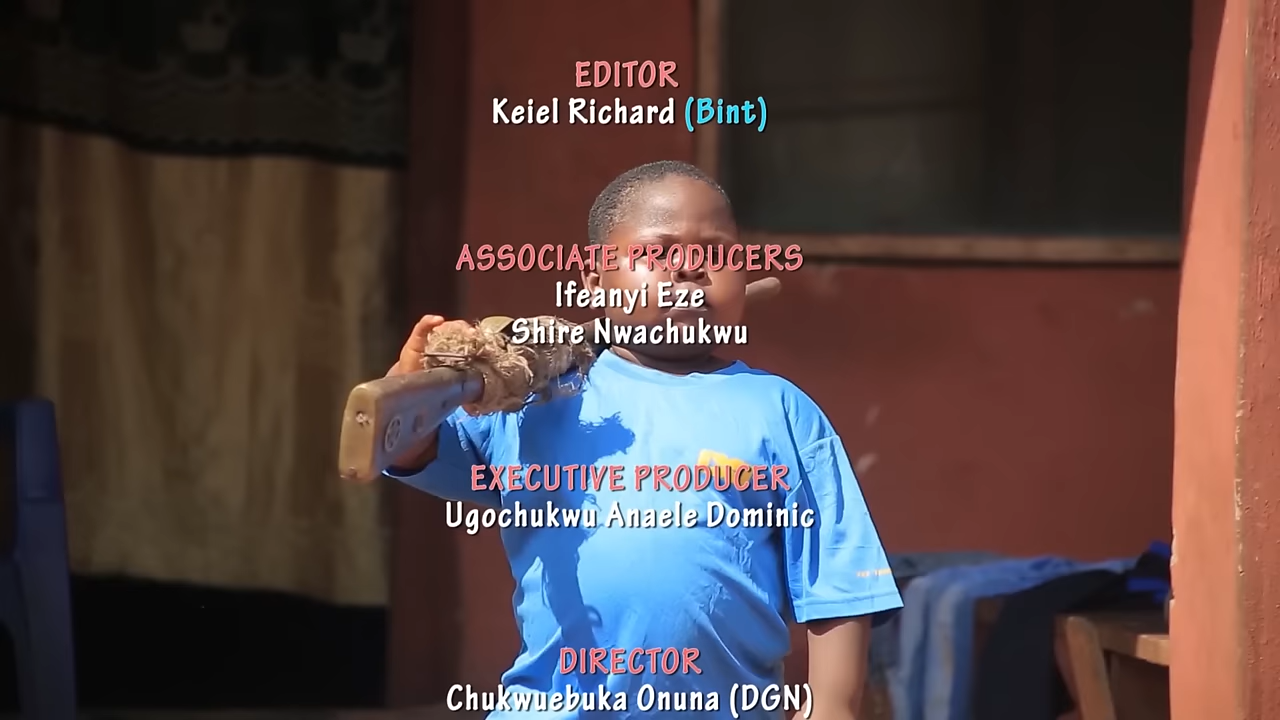 EDITOR
Keiel Richard (Bint)
ASSOCIATE PRODUCERS
Ifeanyi Eze
Shire Nwachukwu
EXECUTIVE PRODUCER
Ugochukwu Anaele Dominic
DIRECTOR
Chukwuebuka Onuna (DGN)